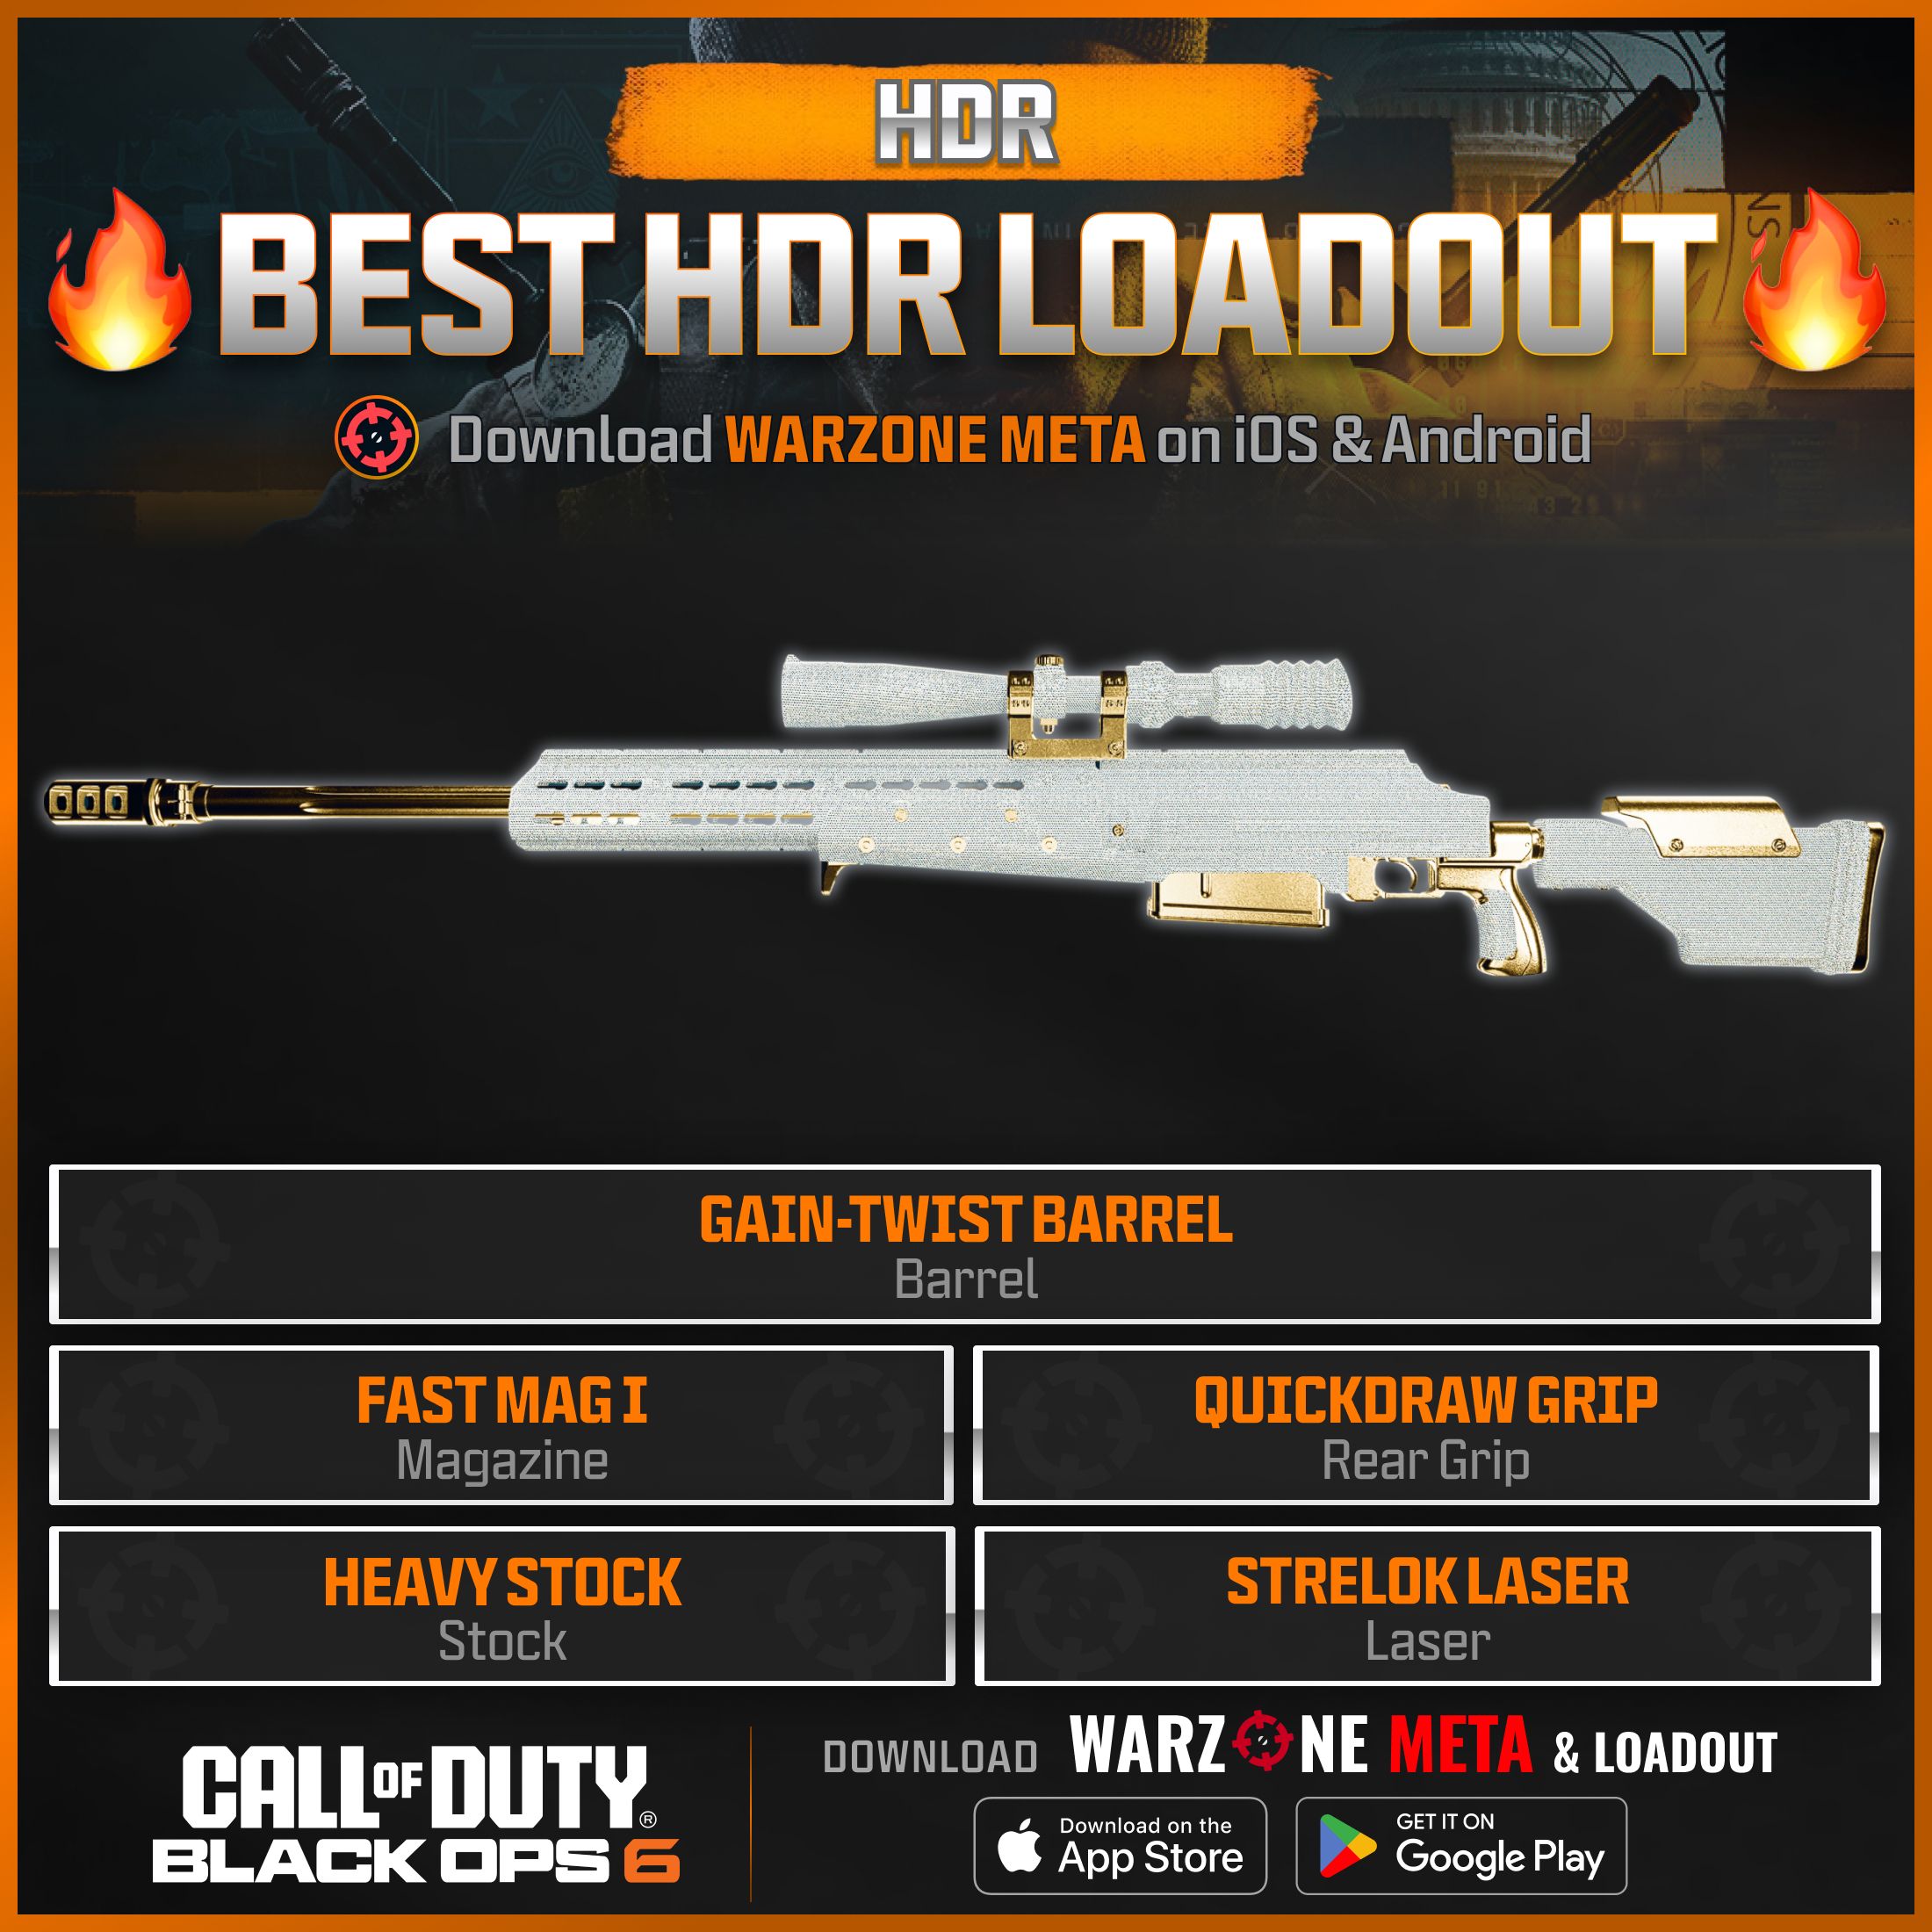 HDR
BEST HDR LOADOUT
Download WARZONE META on iOS & Android
GAIN-TWIST BARREL
Barrel
FAST MAG I
Magazine
QUICKDRAW GRIP
Rear Grip
HEAVY STOCK
Stock
STRELOK LASER
Laser
CALL OF DUTY®
BLACK OPS 6
DOWNLOAD WARZONE META & LOADOUT
Download on the
App Store
GET IT ON
Google Play